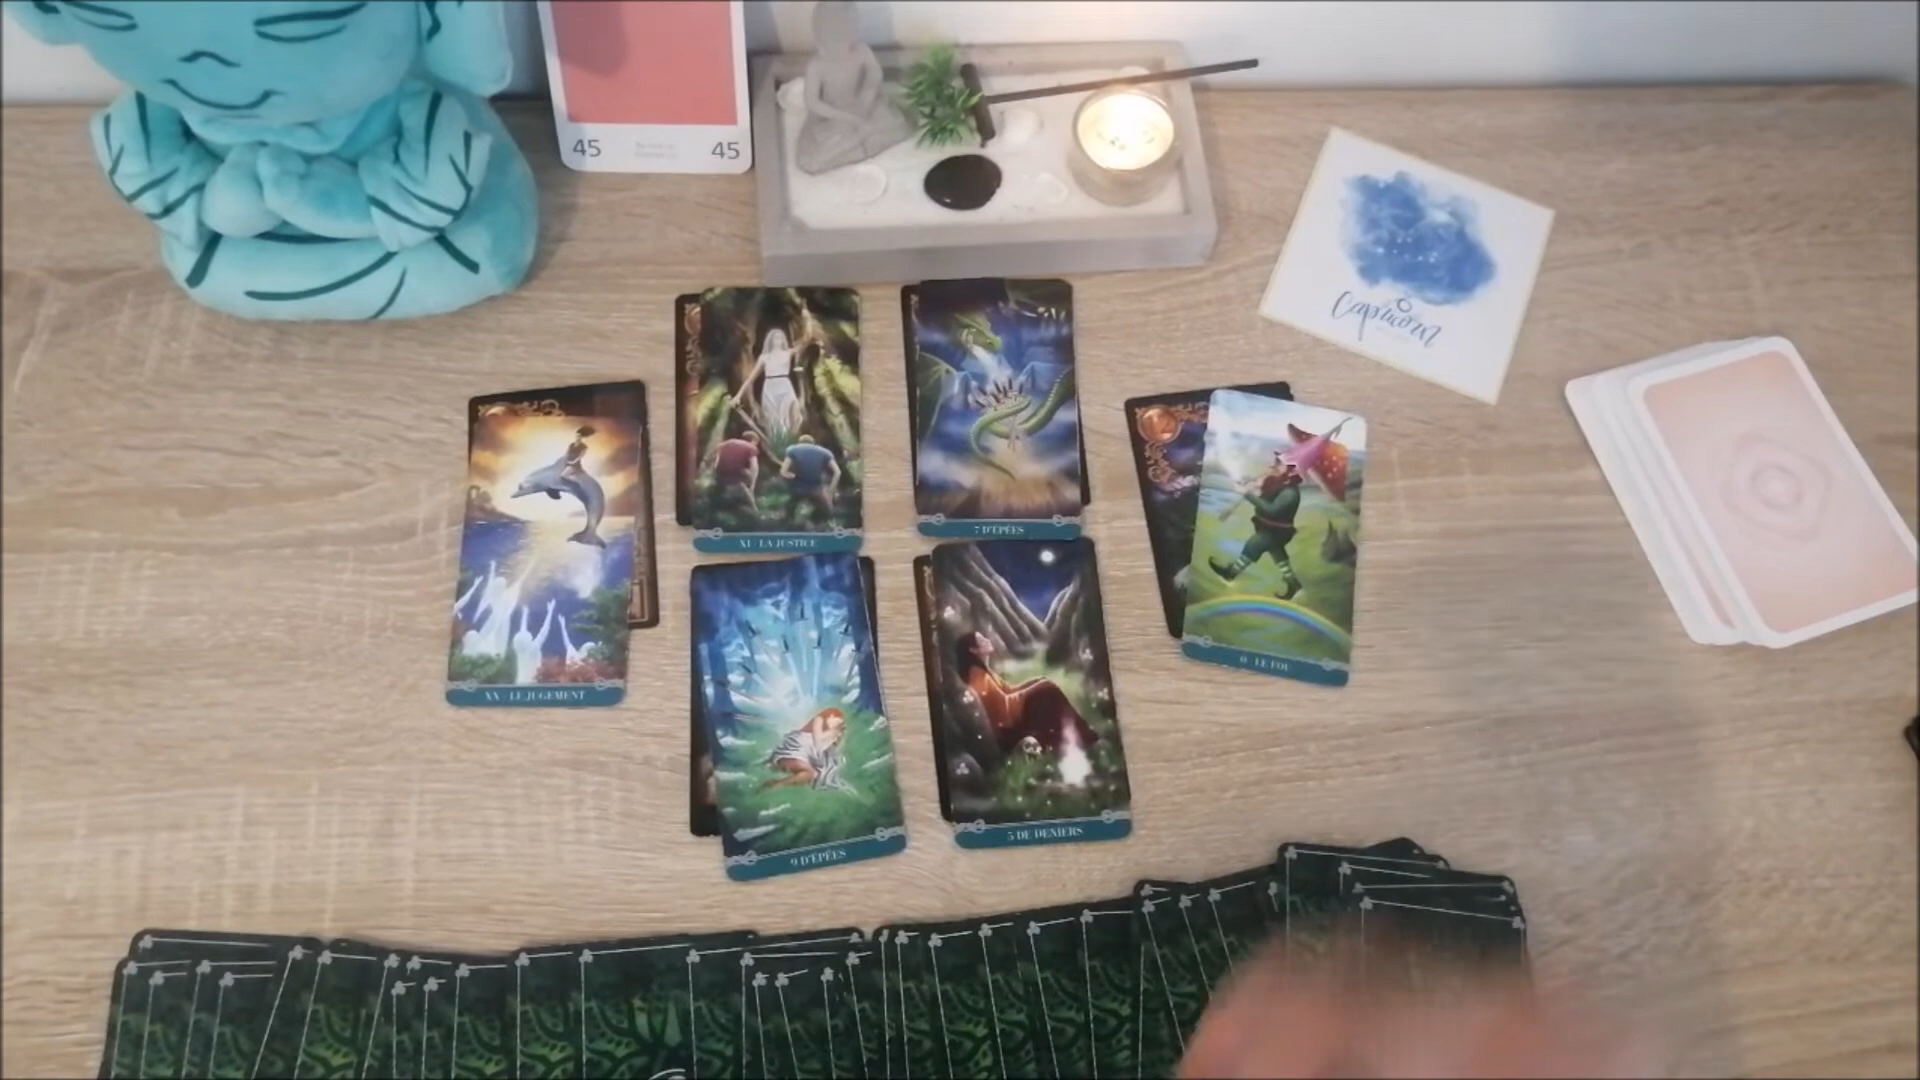 45 45
Capricorn
XI - LA JUSTICE
7 D'ÉPÉES
XX - LE JUGEMENT
0 - LE FOU
9 D'ÉPÉES
5 DE DENIERS